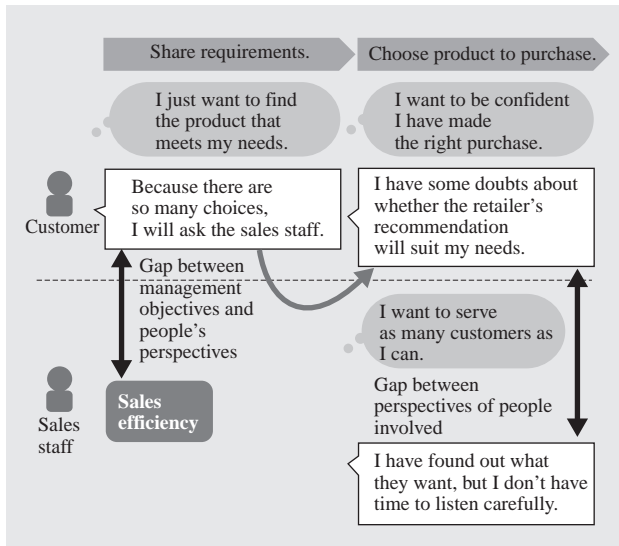 Share requirements.
Choose product to purchase.
I just want to find
the product that
meets my needs.
I want to be confident
I have made
the right purchase.
Customer
Because there are
so many choices,
I will ask the sales staff.
I have some doubts about
whether the retailer's
recommendation
will suit my needs.
Gap between
management
objectives and
people's
perspectives
I want to serve
as many customers as
I can.
Sales
staff
Sales
efficiency
Gap between
perspectives of people
involved
I have found out what
they want, but I don't have
time to listen carefully.